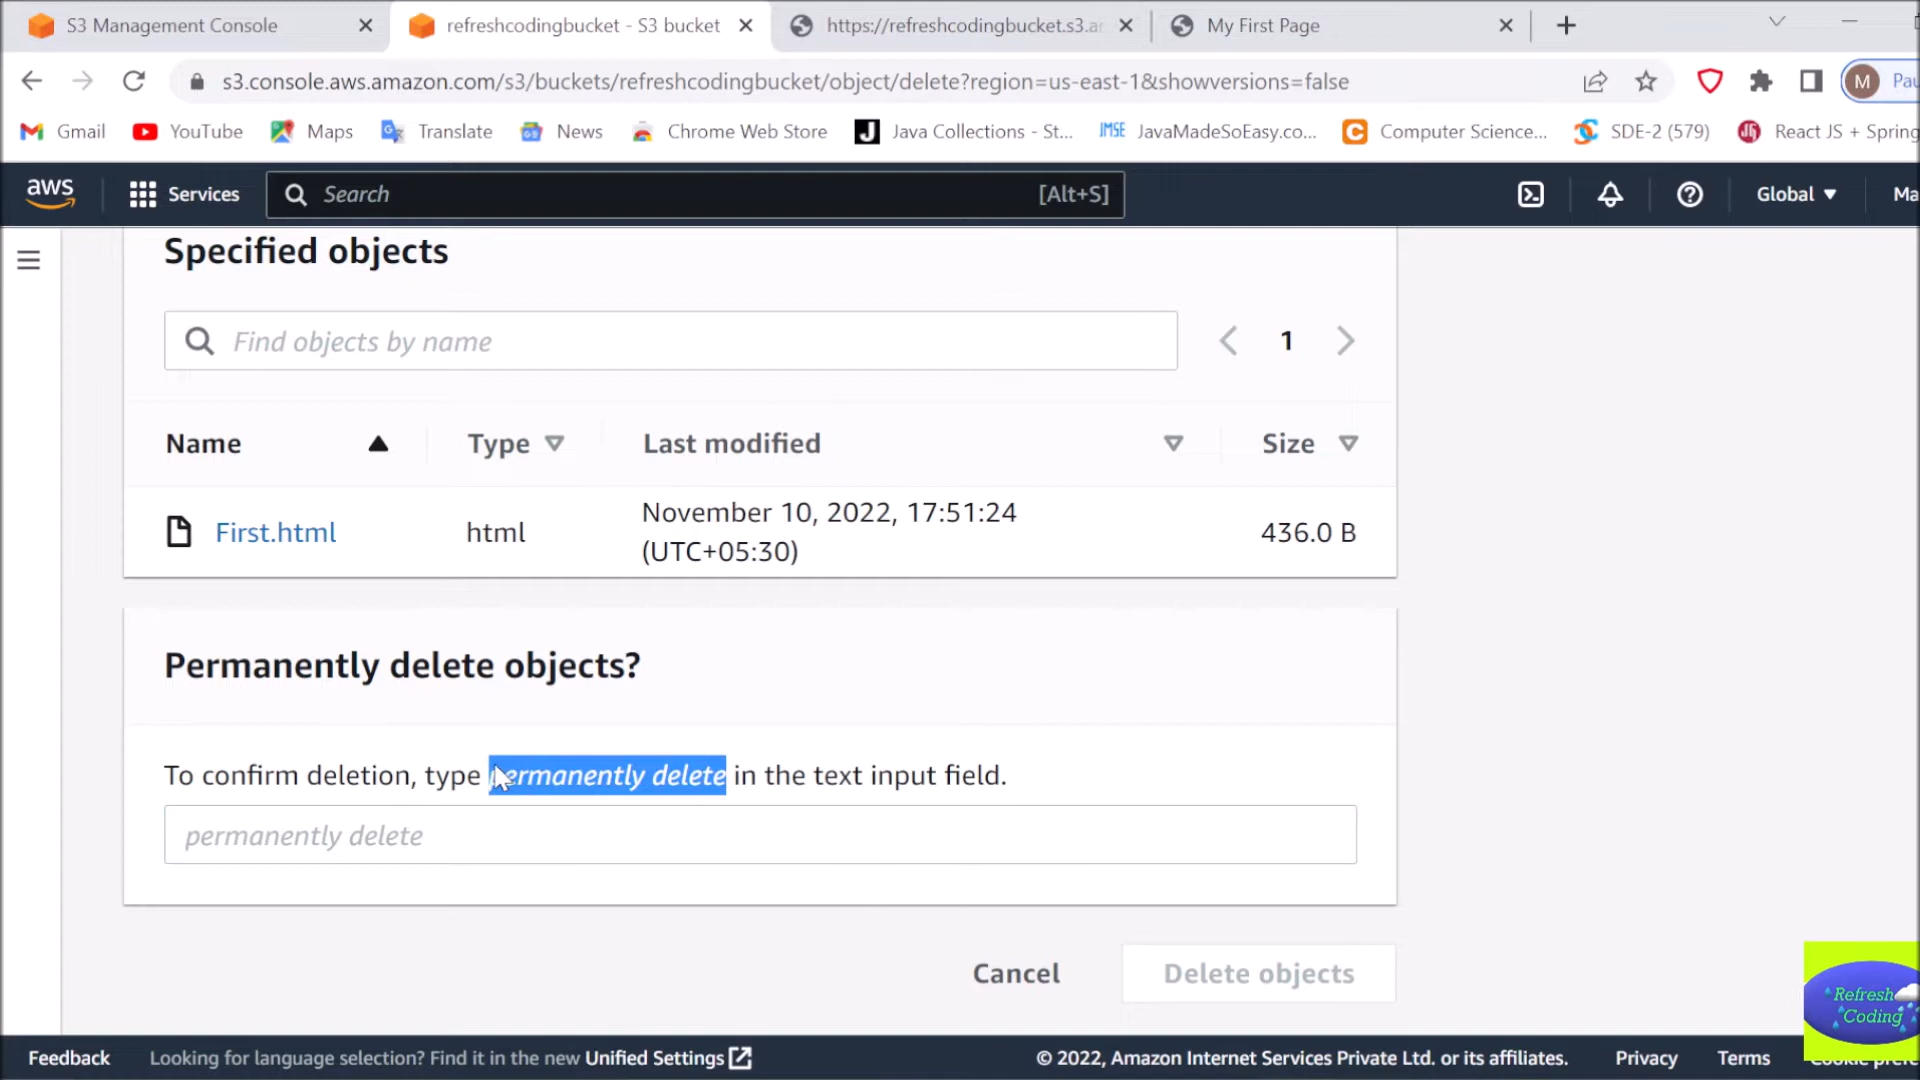 S3 Management Console
refreshcodingbucket - S3 bucket
https://refreshcodingbucket.s3.ar
My First Page
s3.console.aws.amazon.com/s3/buckets/refreshcodingbucket/object/delete?region=us-east-1&showversions=false
M
Pau
Gmail
YouTube
Maps
Translate
News
Chrome Web Store
Java Collections - St...
JavaMadeSoEasy.co...
Computer Science...
SDE-2 (579)
React JS + Spring
aws
Services
Search
[Alt+S]
Global
Ma
Specified objects
Find objects by name
1
Name
Type
Last modified
Size
First.html
html
November 10, 2022, 17:51:24
(UTC+05:30)
436.0 B
Permanently delete objects?
To confirm deletion, type permanently delete in the text input field.
permanently delete
Cancel
Delete objects
Refresh
Coding
Feedback
Looking for language selection? Find it in the new Unified Settings
© 2022, Amazon Internet Services Private Ltd. or its affiliates.
Privacy
Terms